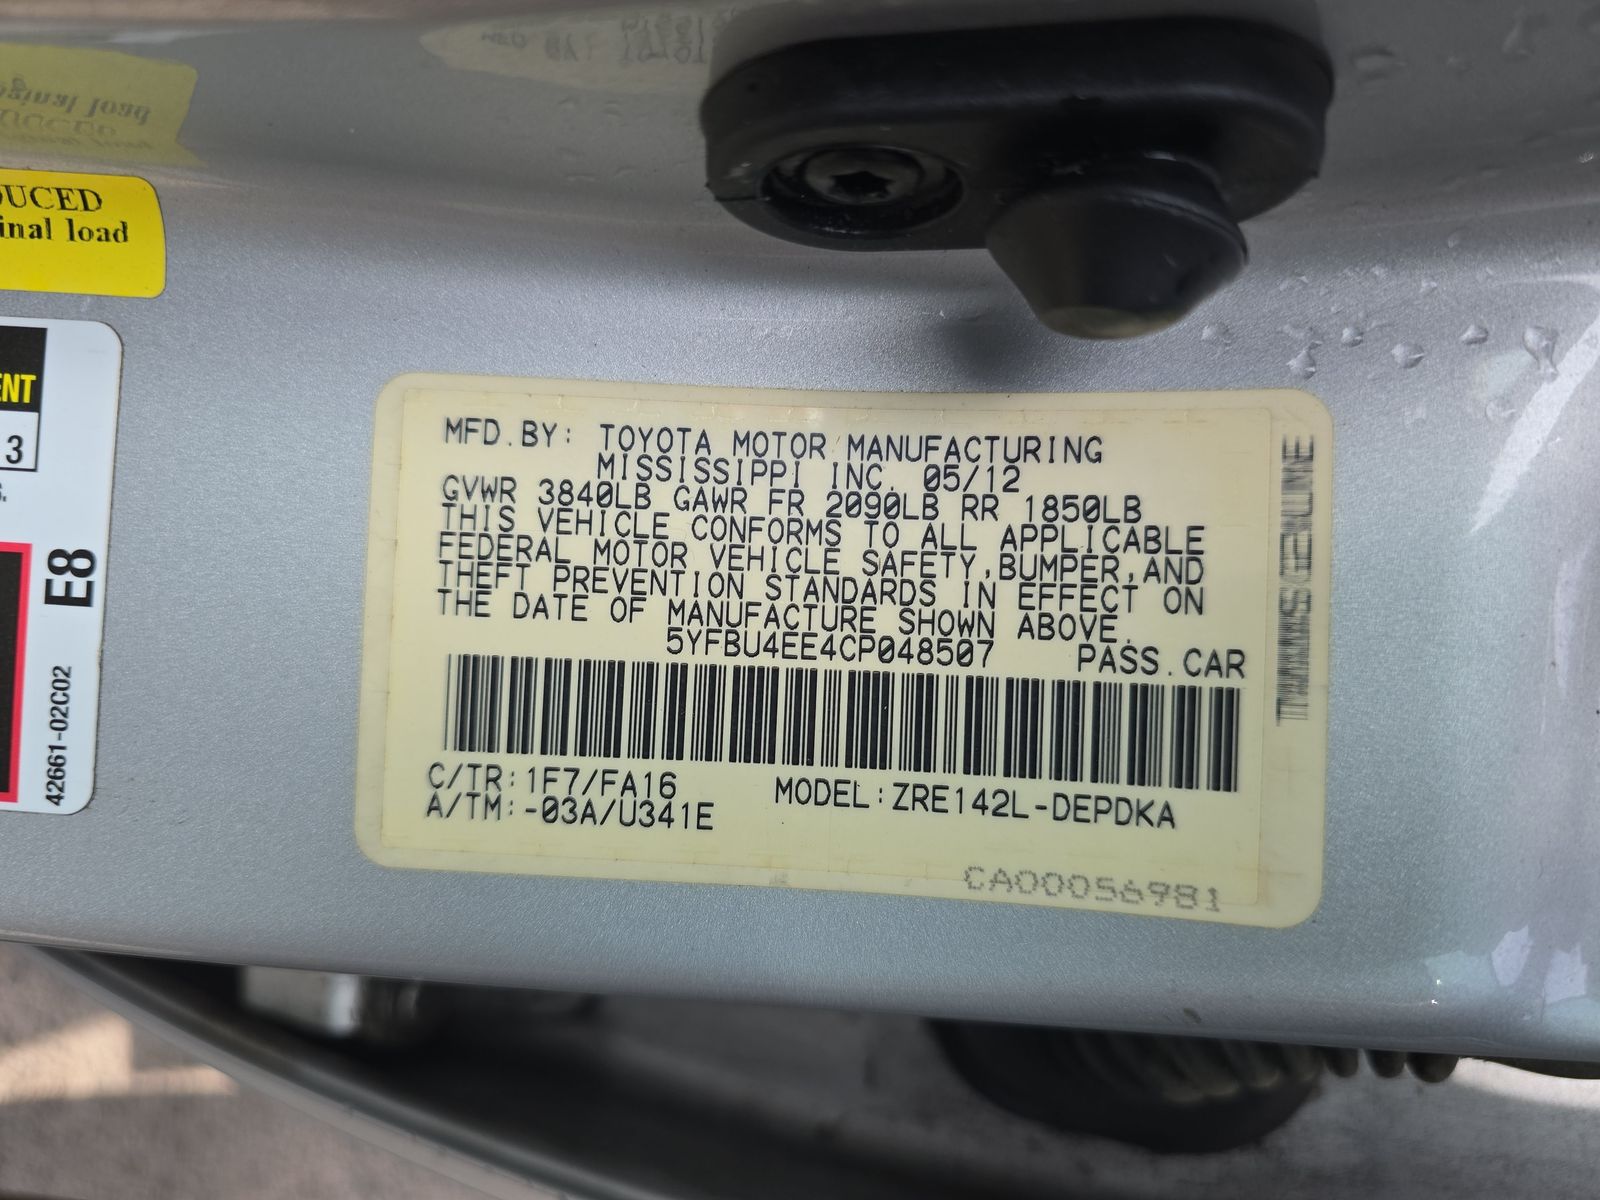 DUCED
inal load
ENT
3
E8
42661-02C02
MFD.BY: TOYOTA MOTOR MANUFACTURING
MISSISSIPPI INC. 05/12
GVWR 3840LB GAWR FR 2090LB RR 1850LB
THIS VEHICLE CONFORMS TO ALL APPLICABLE
FEDERAL MOTOR VEHICLE SAFETY,BUMPER,AND
THEFT PREVENTION STANDARDS IN EFFECT ON
THE DATE OF MANUFACTURE SHOWN ABOVE.
5YFBU4EE4CP048507 PASS.CAR
C/TR:1F7/FA16 MODEL:ZRE142L-DEPDKA
A/TM:-03A/U341E
CA00056981